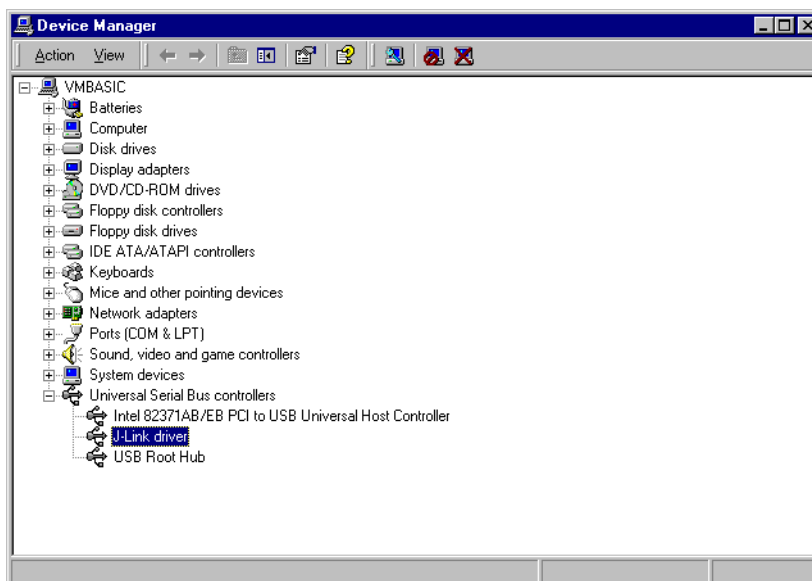 Device Manager
Action View
VMBASIC
Batteries
Computer
Disk drives
Display adapters
DVD/CD-ROM drives
Floppy disk controllers
Floppy disk drives
IDE ATA/ATAPI controllers
Keyboards
Mice and other pointing devices
Network adapters
Ports (COM & LPT)
Sound, video and game controllers
System devices
Universal Serial Bus controllers
Intel 82371AB/EB PCI to USB Universal Host Controller
J-Link driver
USB Root Hub